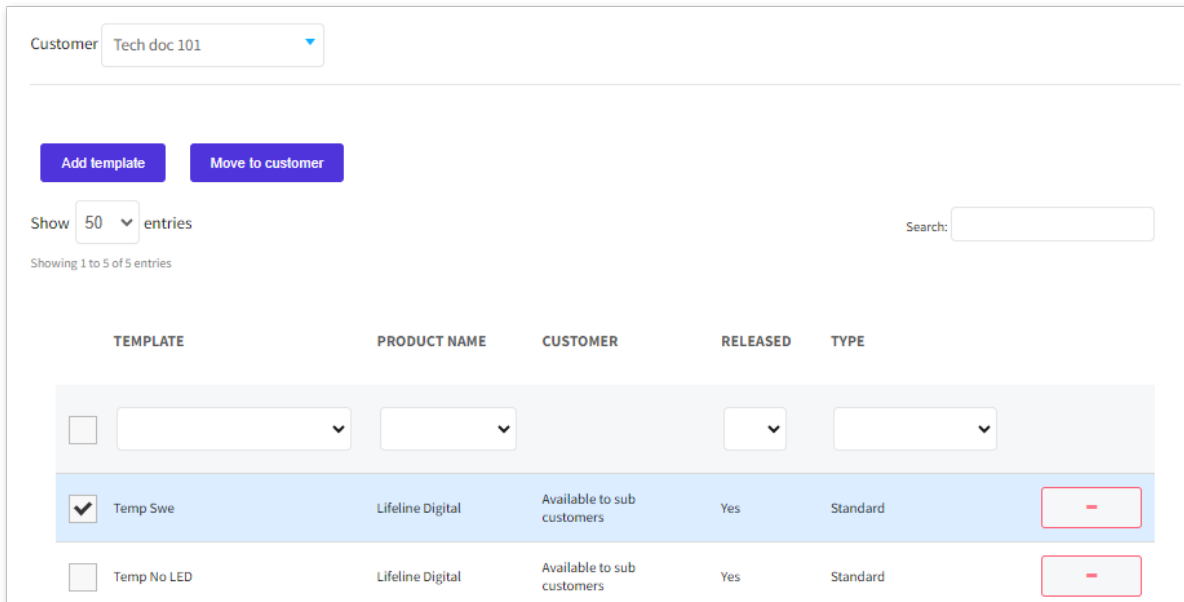 Customer Tech doc 101
Add template Move to customer
Show 50 entries
Search:
Showing 1 to 5 of 5 entries
TEMPLATE PRODUCT NAME CUSTOMER RELEASED TYPE
Temp Swe Lifeline Digital Available to sub customers Yes Standard
Temp No LED Lifeline Digital Available to sub customers Yes Standard